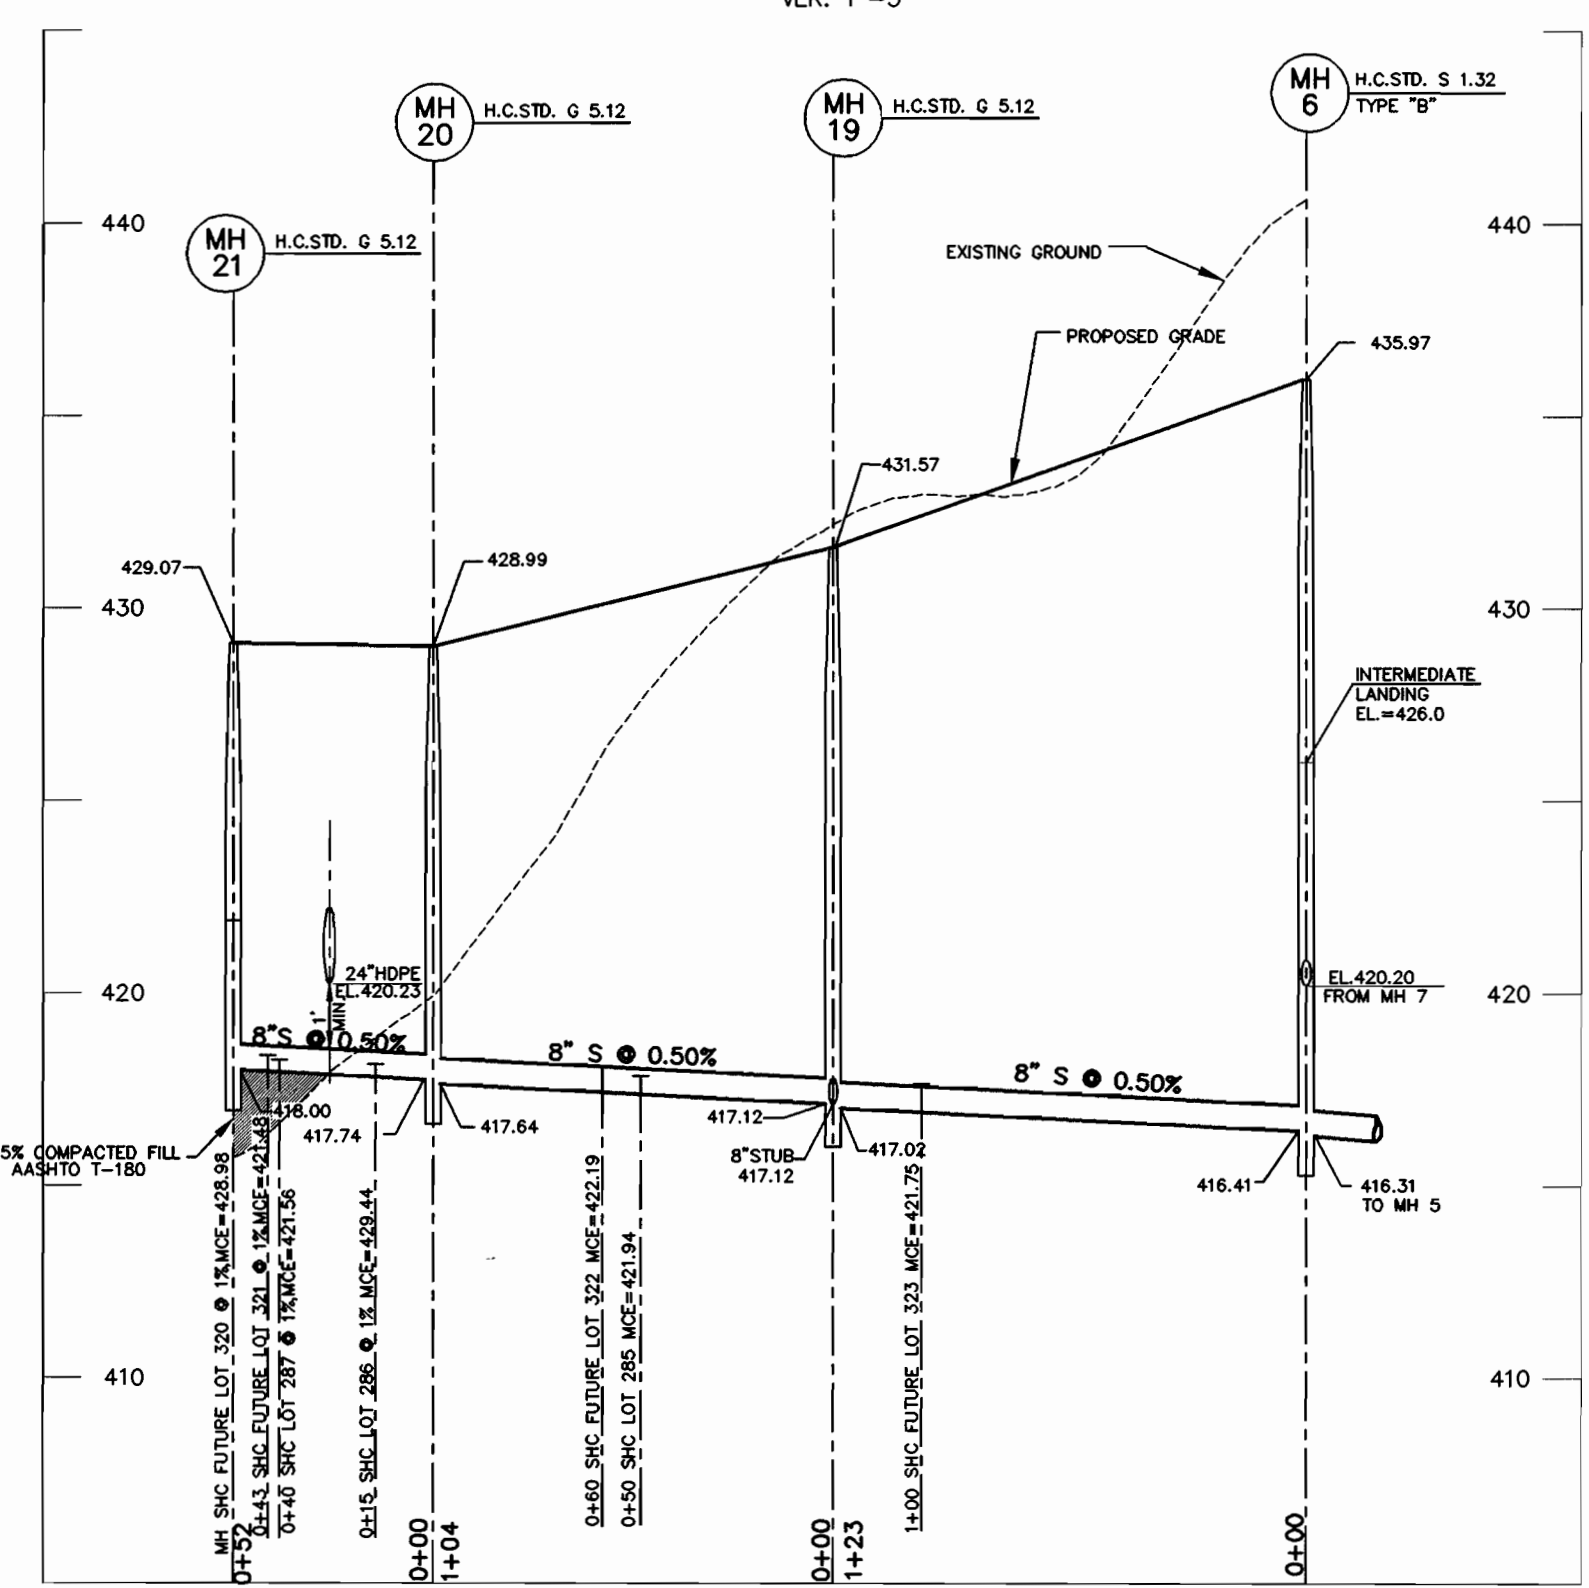 MH
20
H.C.STD. G 5.12
MH
19
H.C.STD. G 5.12
MH
6
H.C.STD. S 1.32
TYPE "B"
MH
21
H.C.STD. G 5.12
440
440
EXISTING GROUND
PROPOSED GRADE
435.97
431.57
429.07
428.99
430
430
INTERMEDIATE
LANDING
EL.=426.0
420
24"HDPE
EL.420.23
1'
MIN.
EL.420.20
FROM MH 7
420
8"S @ 0.50%
8" S @ 0.50%
8" S @ 0.50%
418.00
417.74
417.64
417.12
8"STUB
417.12
417.02
416.41
416.31
TO MH 5
5% COMPACTED FILL
AASHTO T-180
410
410
MH SHC FUTURE LOT 320 @ 1%,MCE=428.98
0+43 SHC FUTURE LOT 321 @ 1%MCE=421.48
0+40 SHC LOT 287 @ 1%,MCE=421.56
0+15 SHC LOT 286 @ 1% MCE=429.44
0+60 SHC FUTURE LOT 322 MCE=422.19
0+50 SHC LOT 285 MCE=421.94
1+00 SHC FUTURE LOT 323 MCE=421.75
0+52
0+00
1+04
0+00
1+23
0+00